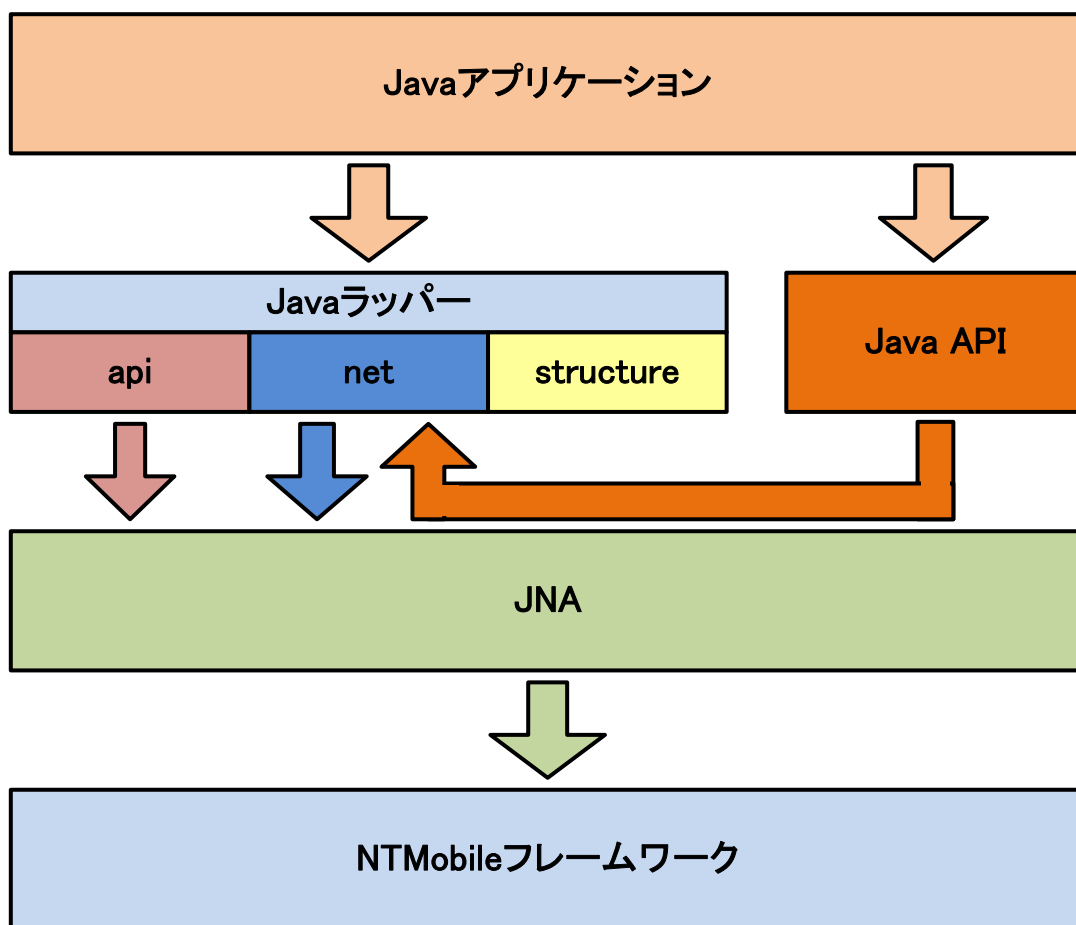 Javaアプリケーション
Javaラッパー
api
net
structure
Java API
JNA
NTMobileフレームワーク